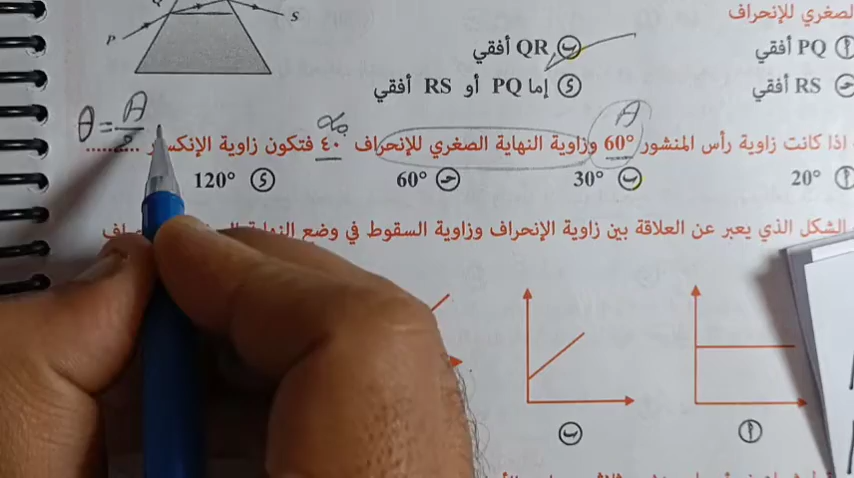 الصغري للإنحراف
أ PQ أفقي ب QR أفقي
ج RS أفقي د إما PQ أو RS أفقي
P S
θ = A/2 α₀ A
اذا كانت زاوية رأس المنشور 60° وزاوية النهاية الصغري للإنحراف ٤٠ فتكون زاوية الإنكسار ..........
أ 20° ب 30° ج 60° د 120°
الشكل الذي يعبر عن العلاقة بين زاوية الإنحراف وزاوية السقوط في وضع النهاية
أ ب